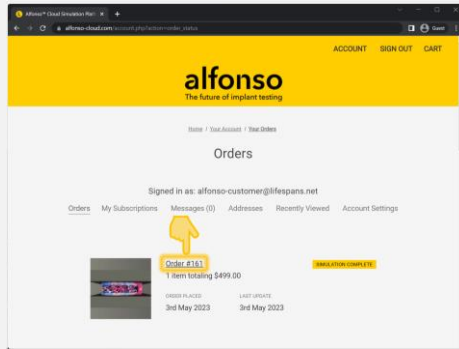 Alfonso® Cloud Simulation Platf
alfonso-cloud.com/account.php?action=order_status
Guest
ACCOUNT SIGN OUT CART
alfonso
The future of implant testing
Home / Your Account / Your Orders
Orders
Signed in as: alfonso-customer@lifespans.net
Orders My Subscriptions Messages (0) Addresses Recently Viewed Account Settings
Order #161
SIMULATION COMPLETE
1 item totaling $499.00
ORDER PLACED LAST UPDATE
3rd May 2023 3rd May 2023